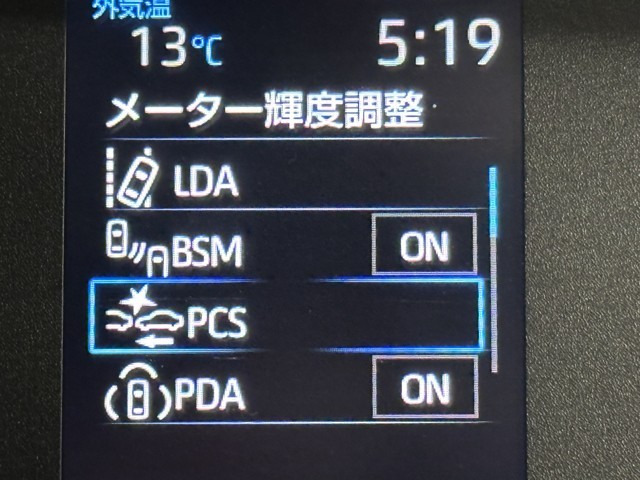 外気温
13℃ 5:19
メーター輝度調整
LDA
BSM ON
PCS
PDA ON